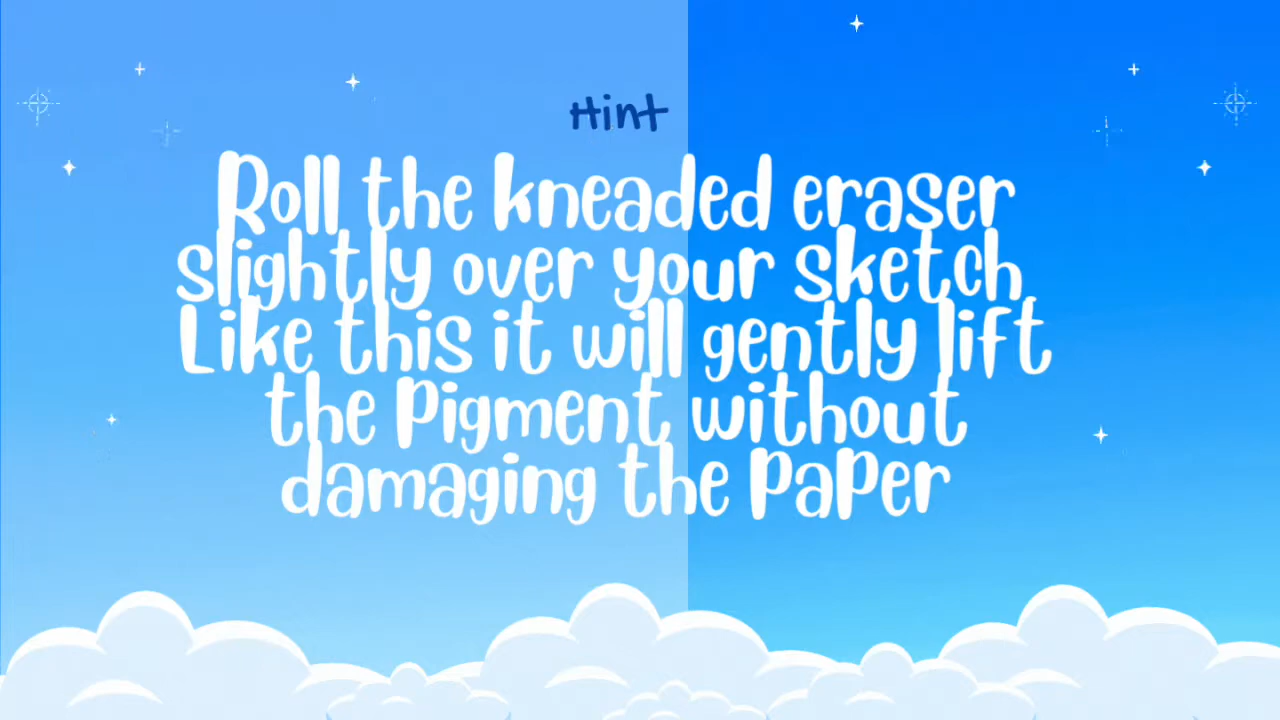 Hint
Roll the kneaded eraser
slightly over your sketch,
Like this it will gently lift
the Pigment without
damaging the PaPer